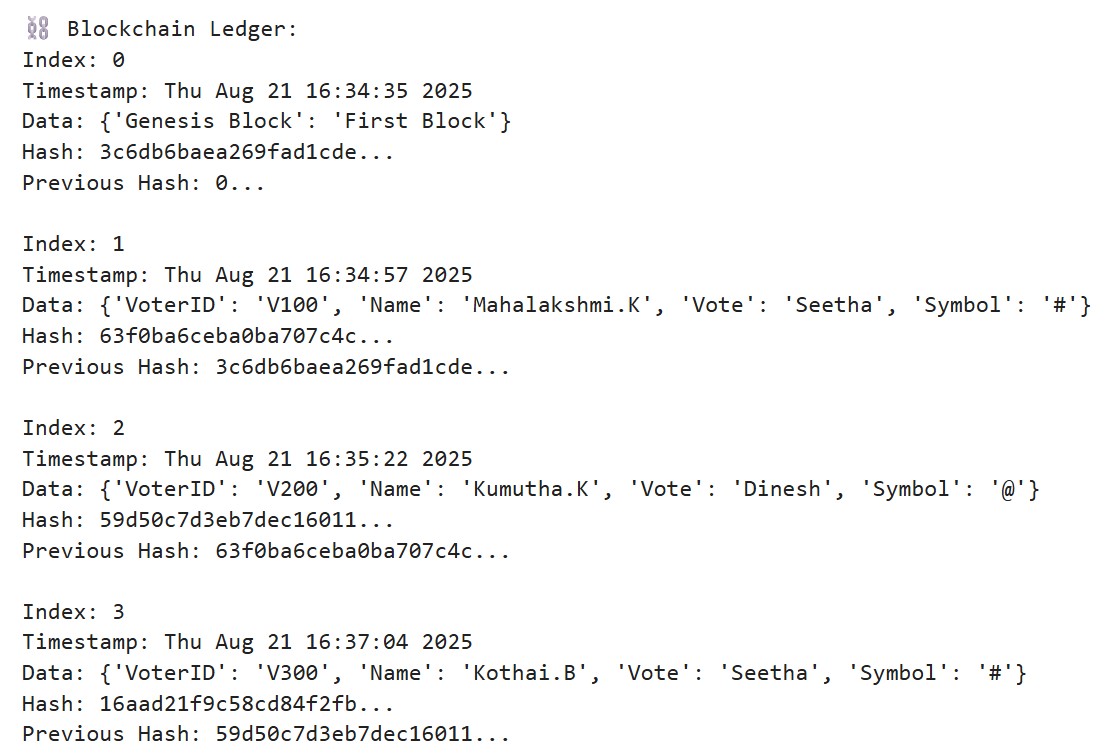 ⛓ Blockchain Ledger:
Index: 0
Timestamp: Thu Aug 21 16:34:35 2025
Data: {'Genesis Block': 'First Block'}
Hash: 3c6db6baea269fad1cde...
Previous Hash: 0...
Index: 1
Timestamp: Thu Aug 21 16:34:57 2025
Data: {'VoterID': 'V100', 'Name': 'Mahalakshmi.K', 'Vote': 'Seetha', 'Symbol': '#'}
Hash: 63f0ba6ceba0ba707c4c...
Previous Hash: 3c6db6baea269fad1cde...
Index: 2
Timestamp: Thu Aug 21 16:35:22 2025
Data: {'VoterID': 'V200', 'Name': 'Kumutha.K', 'Vote': 'Dinesh', 'Symbol': '@'}
Hash: 59d50c7d3eb7dec16011...
Previous Hash: 63f0ba6ceba0ba707c4c...
Index: 3
Timestamp: Thu Aug 21 16:37:04 2025
Data: {'VoterID': 'V300', 'Name': 'Kothai.B', 'Vote': 'Seetha', 'Symbol': '#'}
Hash: 16aad21f9c58cd84f2fb...
Previous Hash: 59d50c7d3eb7dec16011...